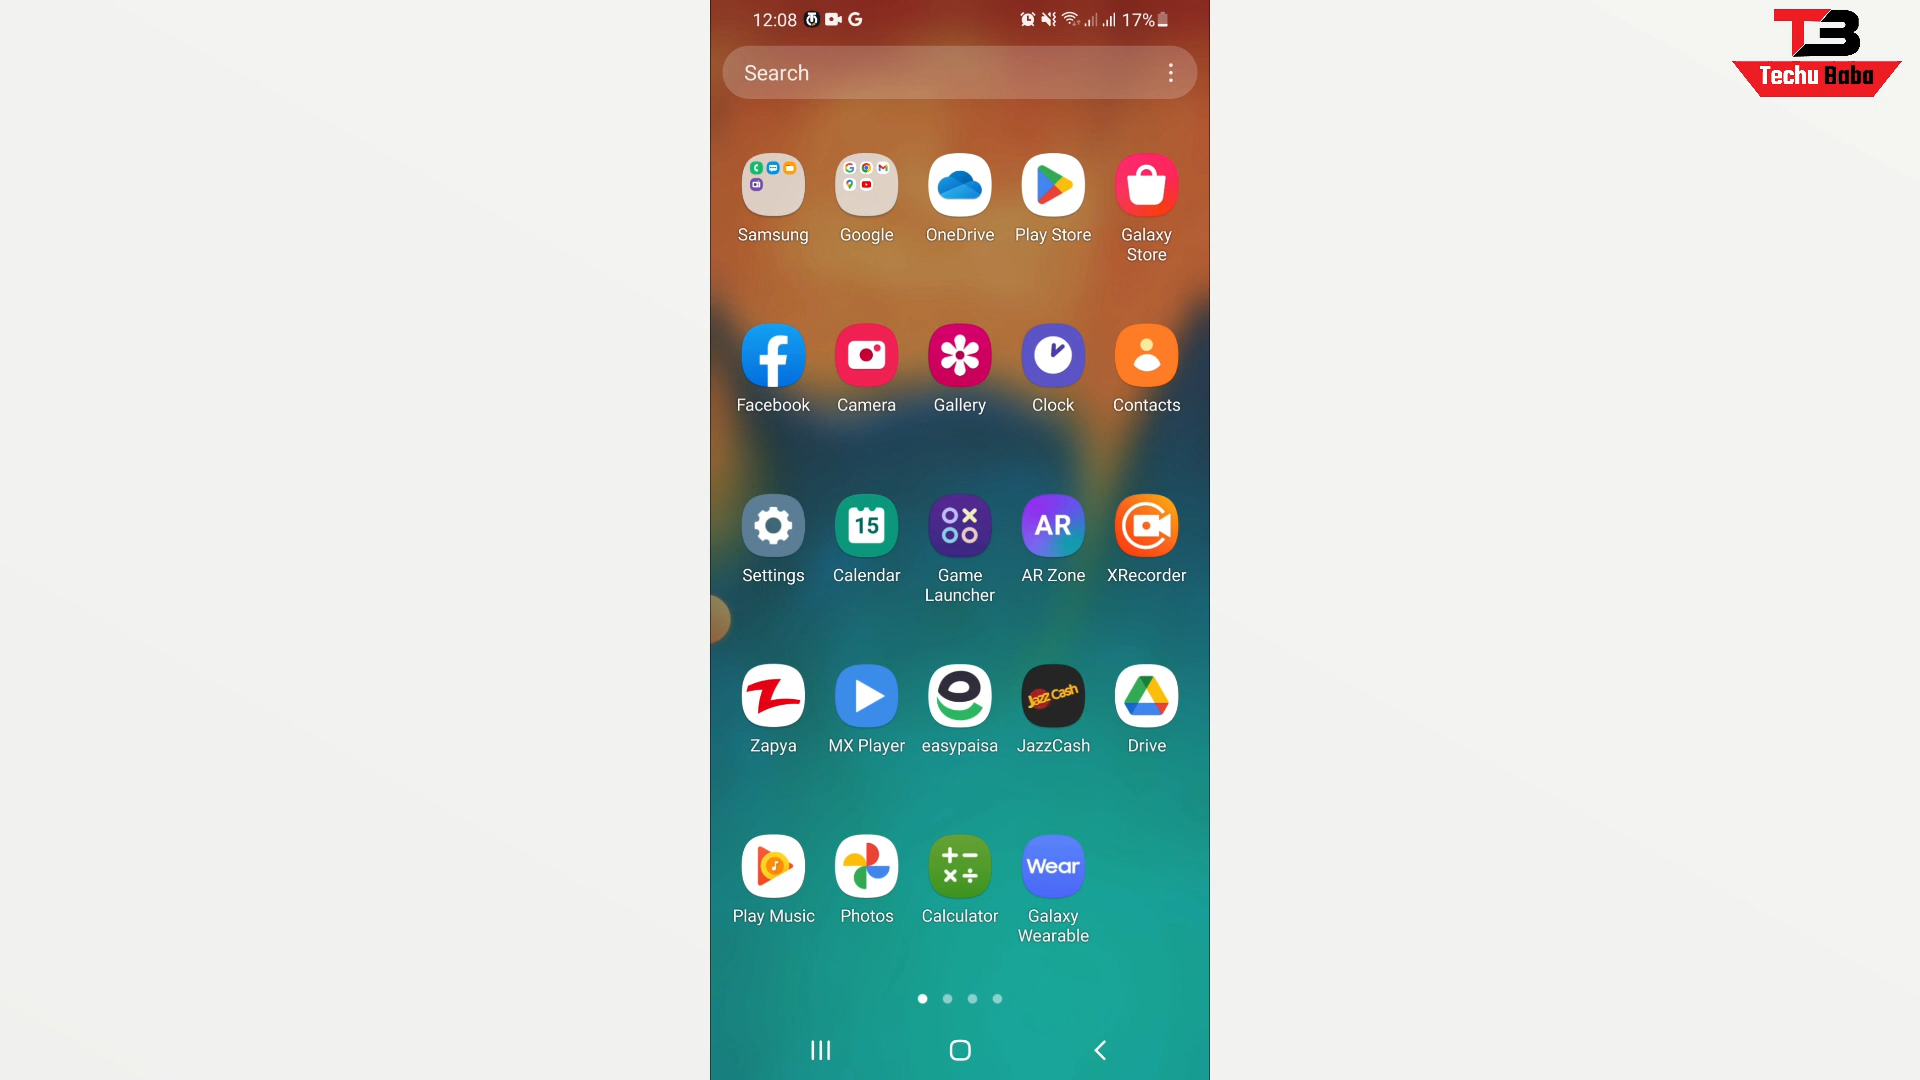 12:08
17%
T3
Techu Baba
Search
Samsung
Google
OneDrive
Play Store
Galaxy
Store
Facebook
Camera
Gallery
Clock
Contacts
15
AR
Settings
Calendar
Game
Launcher
AR Zone
XRecorder
Jazz Cash
Zapya
MX Player
easypaisa
JazzCash
Drive
Wear
Play Music
Photos
Calculator
Galaxy
Wearable